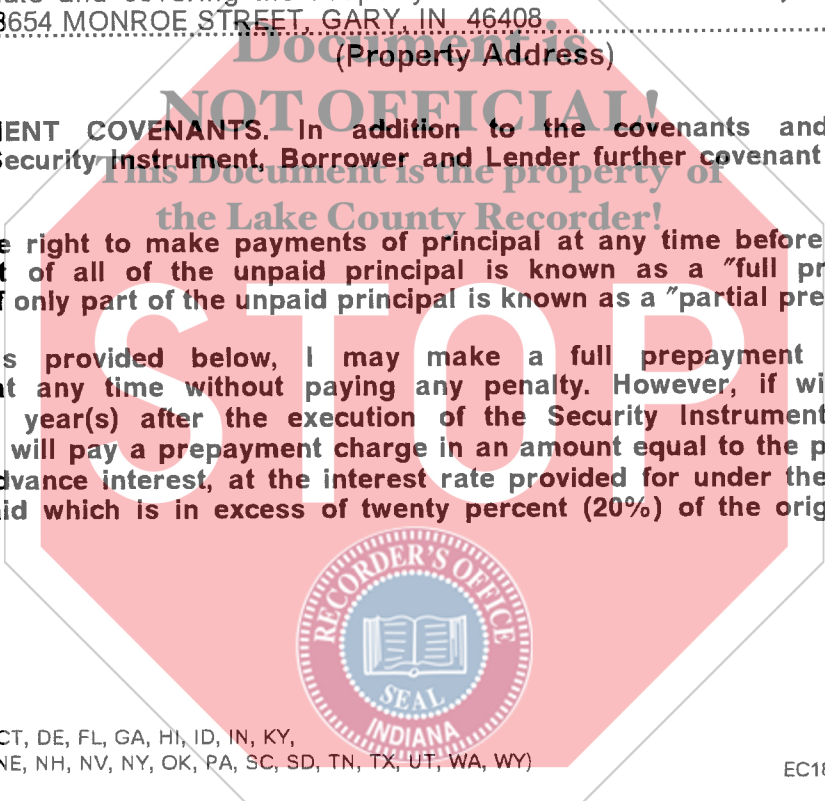 3654 MONROE STREET, GARY, IN 46408
Document is
(Property Address)
NOT OFFICIAL!
IENT COVENANTS. In addition to the covenants and
Security Instrument, Borrower and Lender further covenant
This Document is the property of
the Lake County Recorder!
e right to make payments of principal at any time before
t of all of the unpaid principal is known as a "full pr
f only part of the unpaid principal is known as a "partial pre
STOP
s provided below, I may make a full prepayment
at any time without paying any penalty. However, if wi
year(s) after the execution of the Security Instrument
will pay a prepayment charge in an amount equal to the p
dvance interest, at the interest rate provided for under the
id which is in excess of twenty percent (20%) of the orig
RECORDER'S OFFICE
SEAL
INDIANA
CT, DE, FL, GA, HI, ID, IN, KY,
NE, NH, NV, NY, OK, PA, SC, SD, TN, TX, UT, WA, WY)
EC18